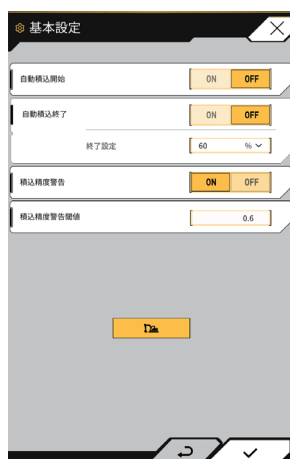 基本設定
自動積込開始 ON OFF
自動積込終了 ON OFF
終了設定 60 %
積込精度警告 ON OFF
積込精度警告閾値 0.6